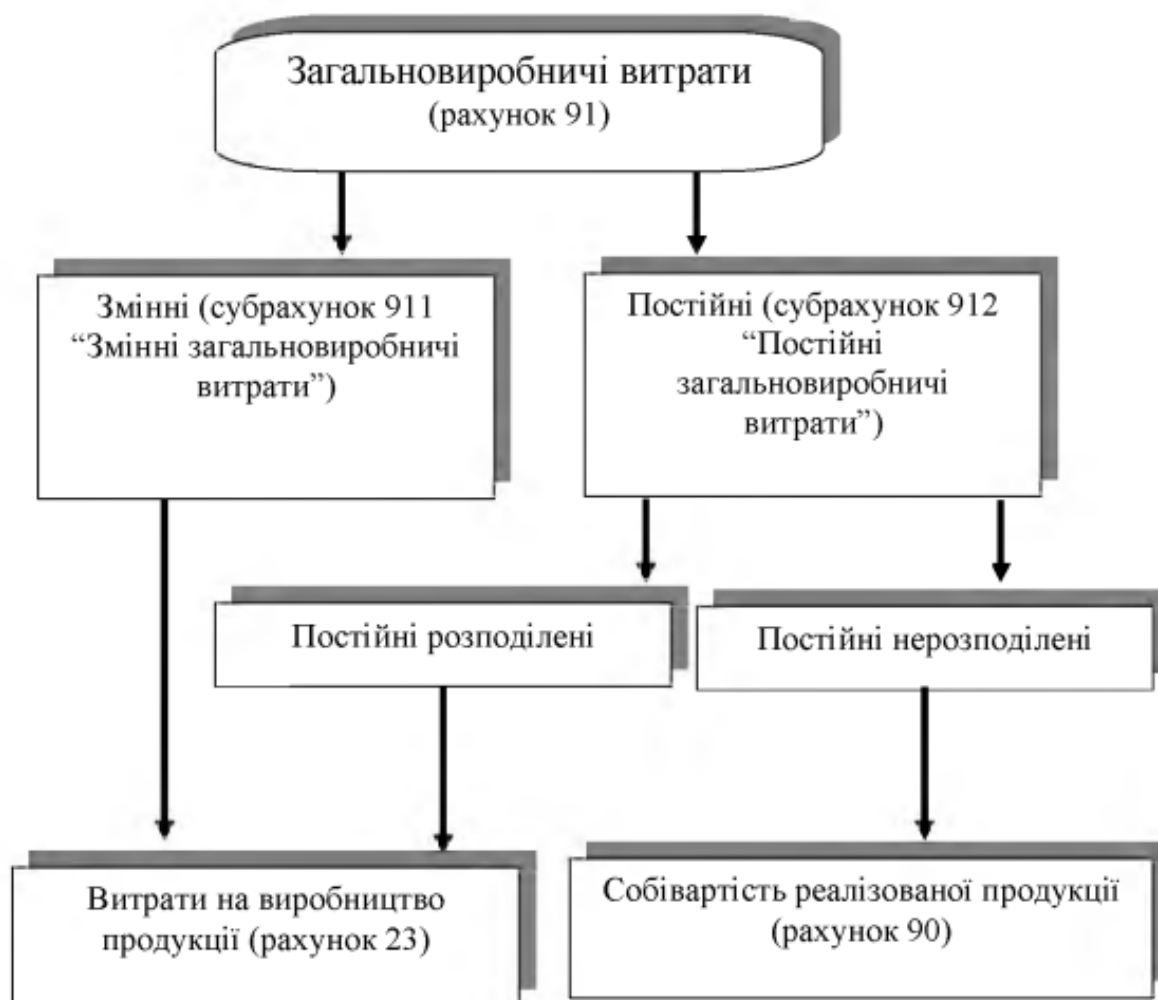 Загальновиробничі витрати
(рахунок 91)
Змінні (субрахунок 911
“Змінні загальновиробничі
витрати”)
Постійні (субрахунок 912
“Постійні
загальновиробничі
витрати”)
Постійні розподілені
Постійні нерозподілені
Витрати на виробництво
продукції (рахунок 23)
Собівартість реалізованої продукції
(рахунок 90)